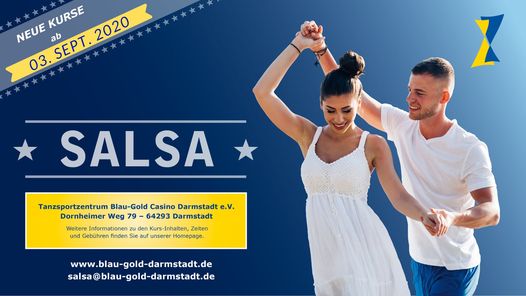 NEUE KURSE
ab
03. SEPT. 2020
SALSA
Tanzsportzentrum Blau-Gold Casino Darmstadt e.V.
Dornheimer Weg 79 – 64293 Darmstadt
Weitere Informationen zu den Kurs-Inhalten, Zeiten
und Gebühren finden Sie auf unserer Homepage.
www.blau-gold-darmstadt.de
salsa@blau-gold-darmstadt.de